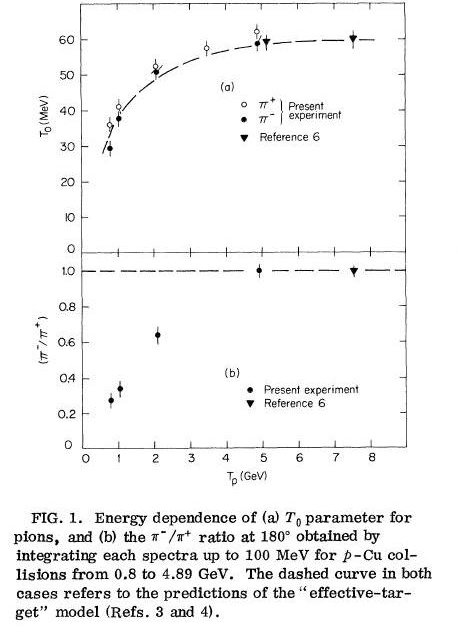 60
50
40
30
20
10
0
T₀ (MeV)
(a)
π⁺
π⁻
Present
experiment
Reference 6
1.0
0.8
0.6
0.4
0.2
0
(π⁻/π⁺)
(b)
Present experiment
Reference 6
0 1 2 3 4 5 6 7 8
Tp (GeV)
FIG. 1. Energy dependence of (a) T₀ parameter for
pions, and (b) the π⁻/π⁺ ratio at 180° obtained by
integrating each spectra up to 100 MeV for p-Cu col-
lisions from 0.8 to 4.89 GeV. The dashed curve in both
cases refers to the predictions of the "effective-tar-
get" model (Refs. 3 and 4).